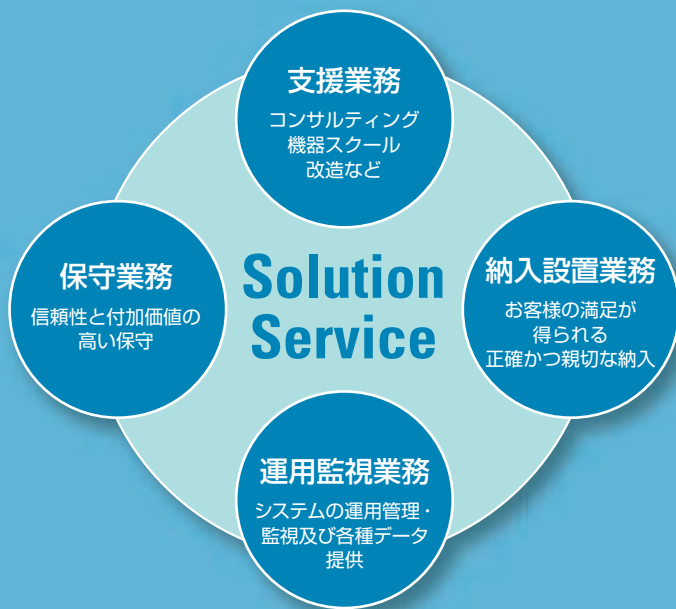 支援業務
コンサルティング
機器スクール
改造など
保守業務
信頼性と付加価値の
高い保守
Solution
Service
納入設置業務
お客様の満足が
得られる
正確かつ親切な納入
運用監視業務
システムの運用管理・
監視及び各種データ
提供